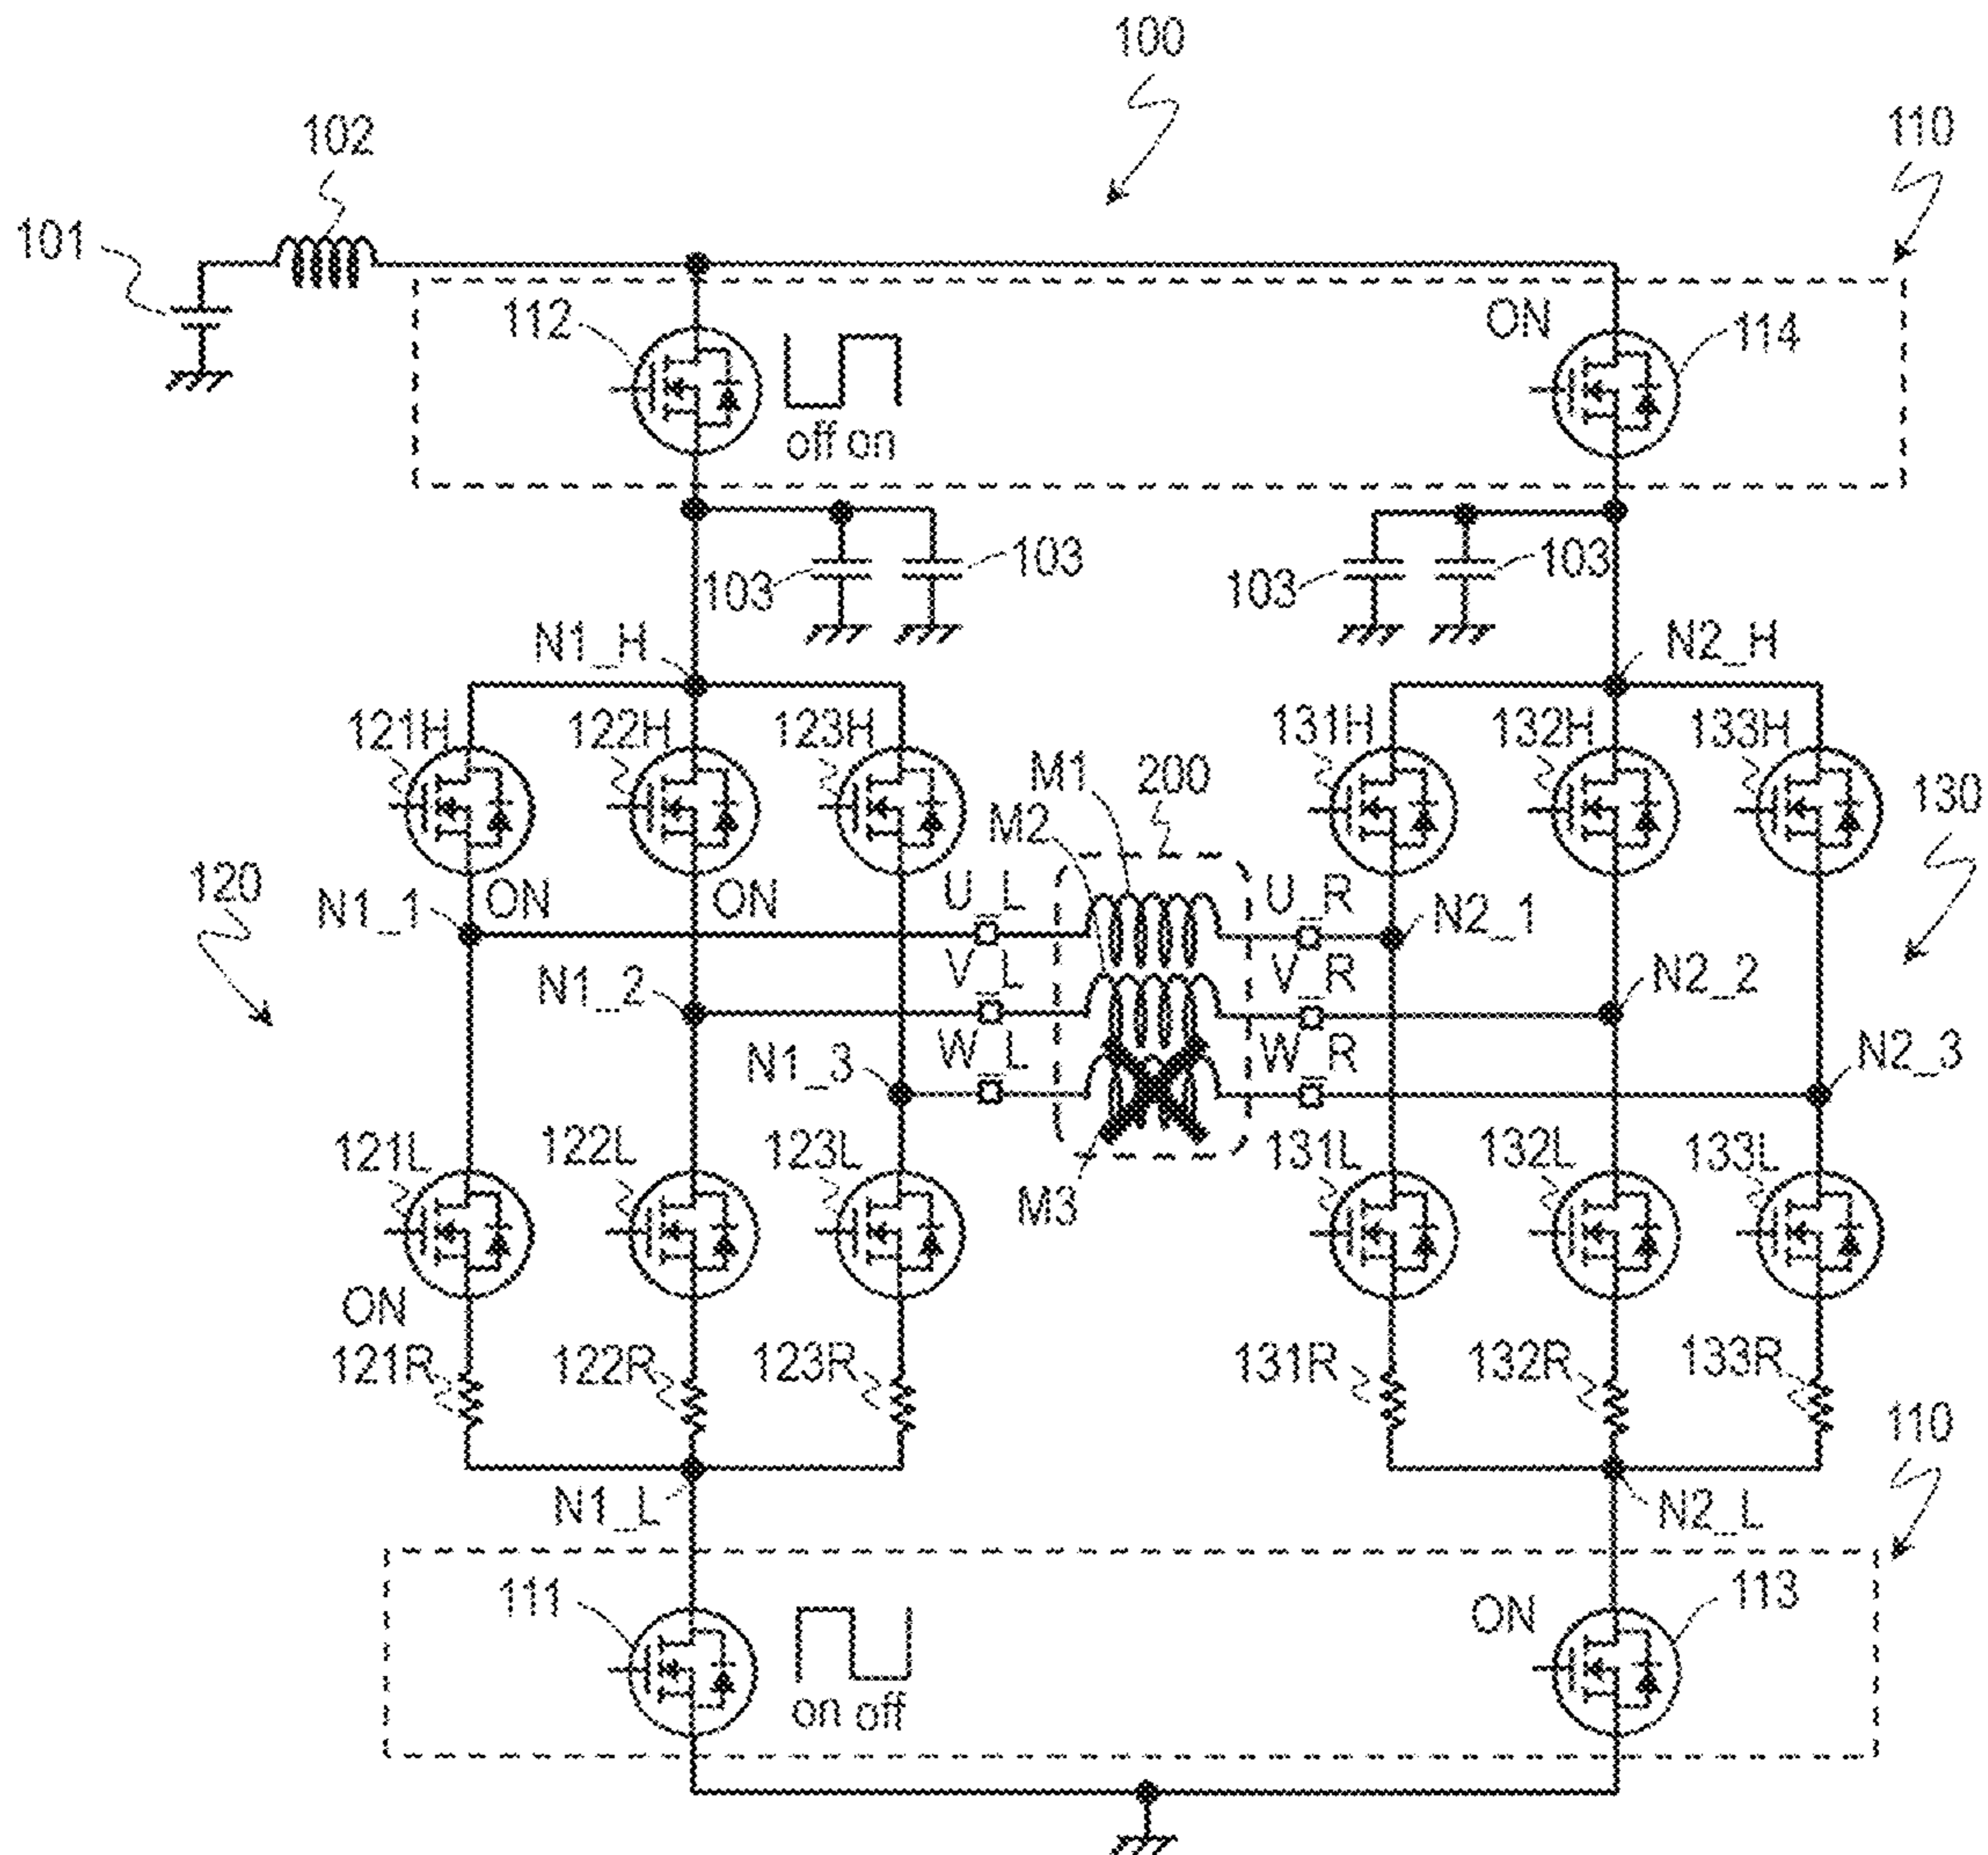 100
102
110
101
112
ON
114
off on
103
103
103
103
N1_H
N2_H
121H
122H
123H
M1
200
131H
132H
133H
130
M2
120
N1_1
ON
ON
U_L
U_R
N2_1
N1_2
V_L
V_R
N2_2
N1_3
W_L
W_R
N2_3
121L
122L
123L
M3
131L
132L
133L
ON
121R
122R
123R
131R
132R
133R
110
N1_L
N2_L
111
ON
113
on off